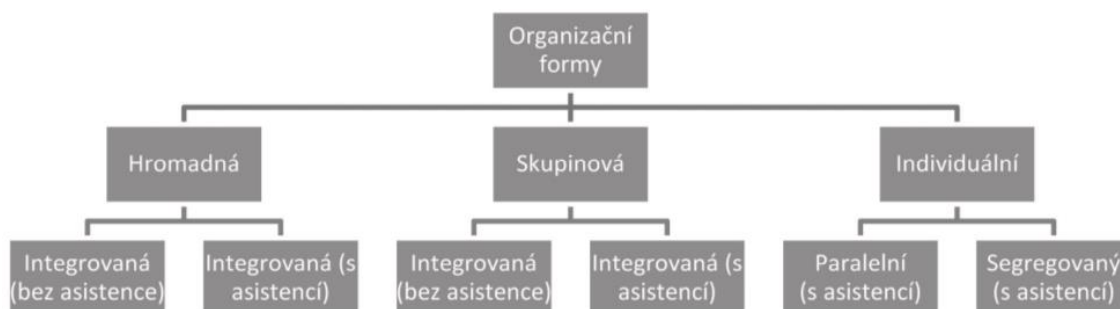 Organizační
formy
Hromadná
Skupinová
Individuální
Integrovaná
(bez asistence)
Integrovaná (s
asistencí)
Integrovaná
(bez asistence)
Integrovaná (s
asistencí)
Paralelní
(s asistencí)
Segregovaný
(s asistencí)